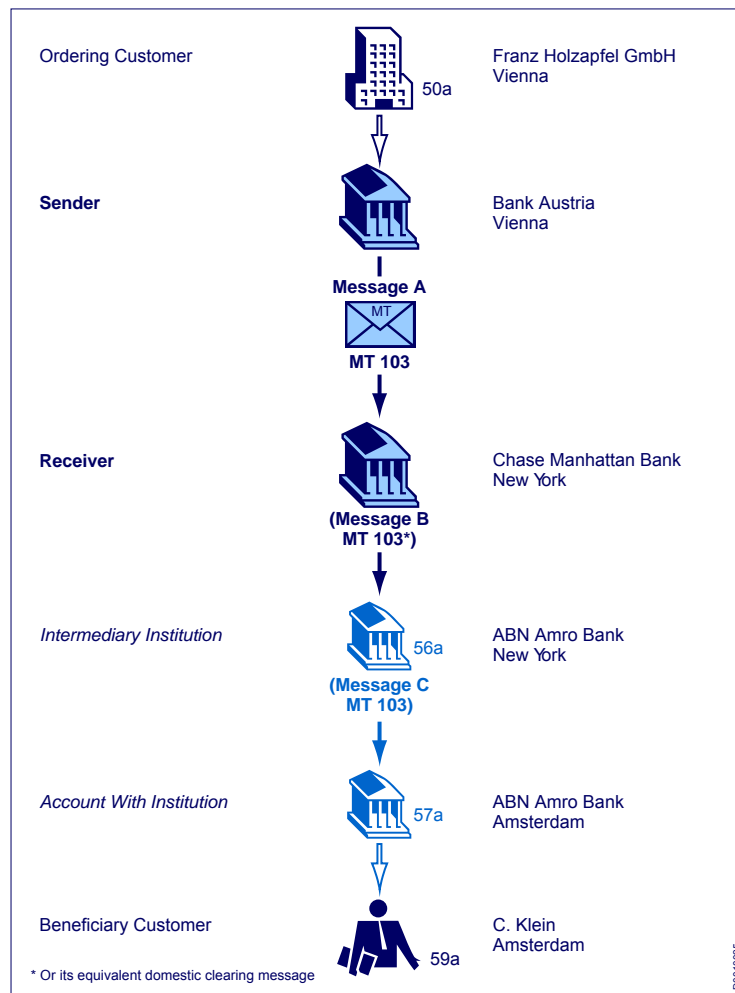 Ordering Customer
50a
Franz Holzapfel GmbH
Vienna
Sender
Bank Austria
Vienna
Message A
MT
MT 103
Receiver
Chase Manhattan Bank
New York
(Message B
MT 103*)
Intermediary Institution
56a
ABN Amro Bank
New York
(Message C
MT 103)
Account With Institution
57a
ABN Amro Bank
Amsterdam
Beneficiary Customer
59a
C. Klein
Amsterdam
* Or its equivalent domestic clearing message